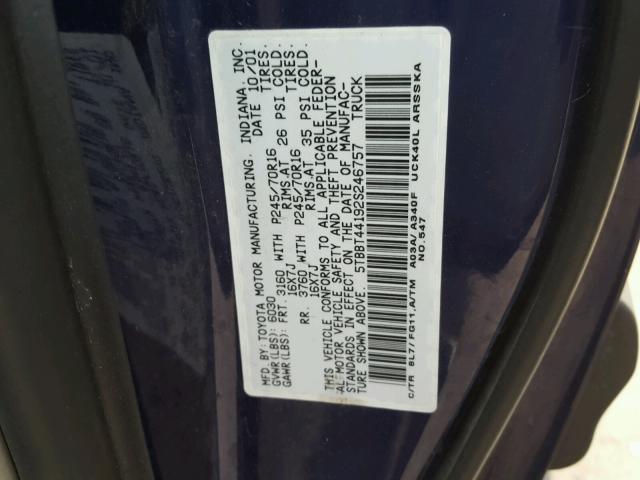 MFD.BY:TOYOTA MOTOR MANUFACTURING, INDIANA, INC.
GVWR(LBS): 6030 DATE 10/01
GAWR(LBS): FRT. 3160 WITH P245/70R16 TIRES.
16X7J RIMS.AT 26 PSI COLD.
RR. 3760 WITH P245/70R16 TIRES.
16X7J RIMS.AT 35 PSI COLD.
THIS VEHICLE CONFORMS TO ALL APPLICABLE FEDER-
AL MOTOR VEHICLE SAFETY AND THEFT PREVENTION
STANDARDS IN EFFECT ON THE DATE OF MANUFAC-
TURE SHOWN ABOVE. 5TBBT44192S246757 TRUCK
C/TR 8L7/FG11.A/TM A03A/A340F UCK40L ARSSKA
NO.547